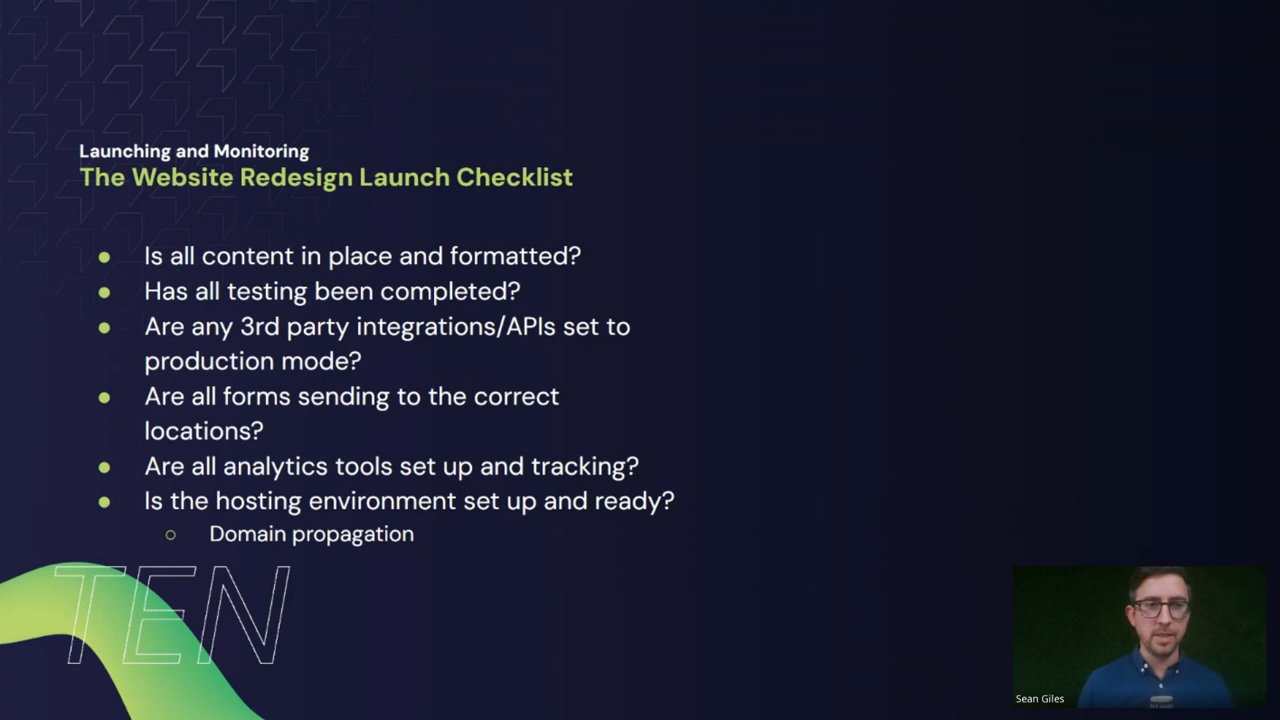 Launching and Monitoring
The Website Redesign Launch Checklist
● Is all content in place and formatted?
● Has all testing been completed?
● Are any 3rd party integrations/APIs set to
production mode?
● Are all forms sending to the correct
locations?
● Are all analytics tools set up and tracking?
● Is the hosting environment set up and ready?
○ Domain propagation
TEN
Sean Giles